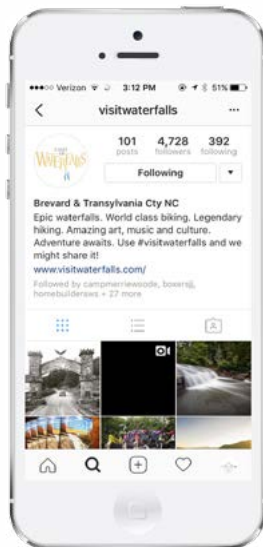 Verizon 3:12 PM 51%
visitwaterfalls
101 4,728 392
posts followers following
WATERFALLS
Following
Brevard & Transylvania Cty NC
Epic waterfalls. World class biking. Legendary
hiking. Amazing art, music and culture.
Adventure awaits. Use #visitwaterfalls and we
might share it!
www.visitwaterfalls.com/
Followed by campmerriewoode, boxersjj,
homebuildersws + 27 more